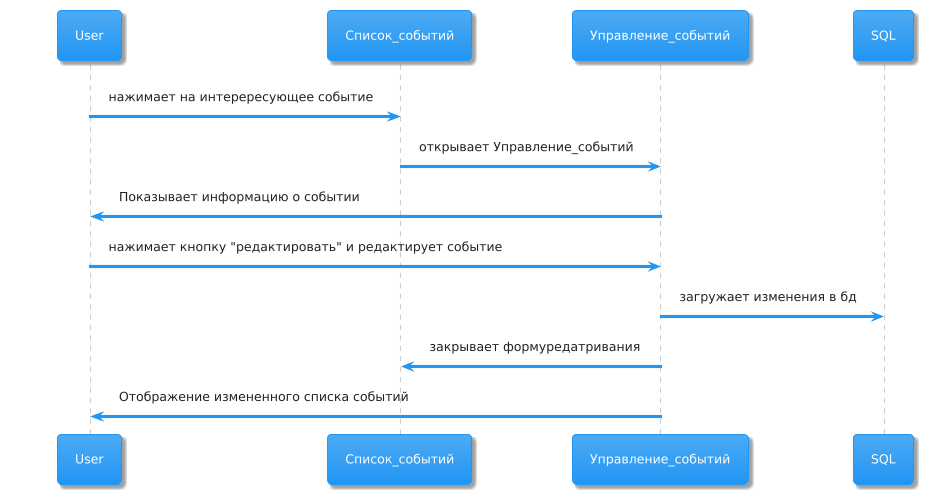 User
Список_событий
Управление_событий
SQL
нажимает на интерересующее событие
открывает Управление_событий
Показывает информацию о событии
нажимает кнопку "редактировать" и редактирует событие
загружает изменения в бд
закрывает формуредатривания
Отображение измененного списка событий
User
Список_событий
Управление_событий
SQL